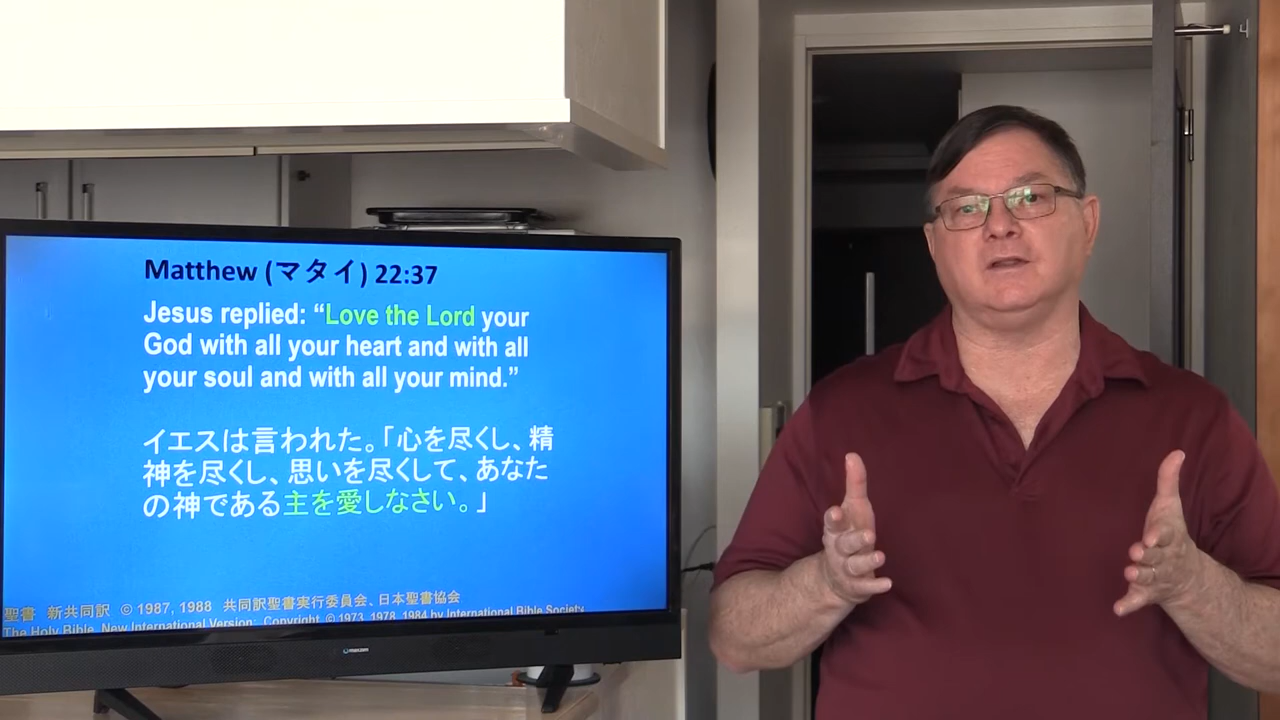 Matthew (マタイ) 22:37
Jesus replied: “Love the Lord your
God with all your heart and with all
your soul and with all your mind.”
イエスは言われた。「心を尽くし、精
神を尽くし、思いを尽くして、あなた
の神である主を愛しなさい。」
聖書　新共同訳　© 1987, 1988　共同訳聖書実行委員会、日本聖書協会
The Holy Bible, New International Version; Copyright © 1973, 1978, 1984 by International Bible Society